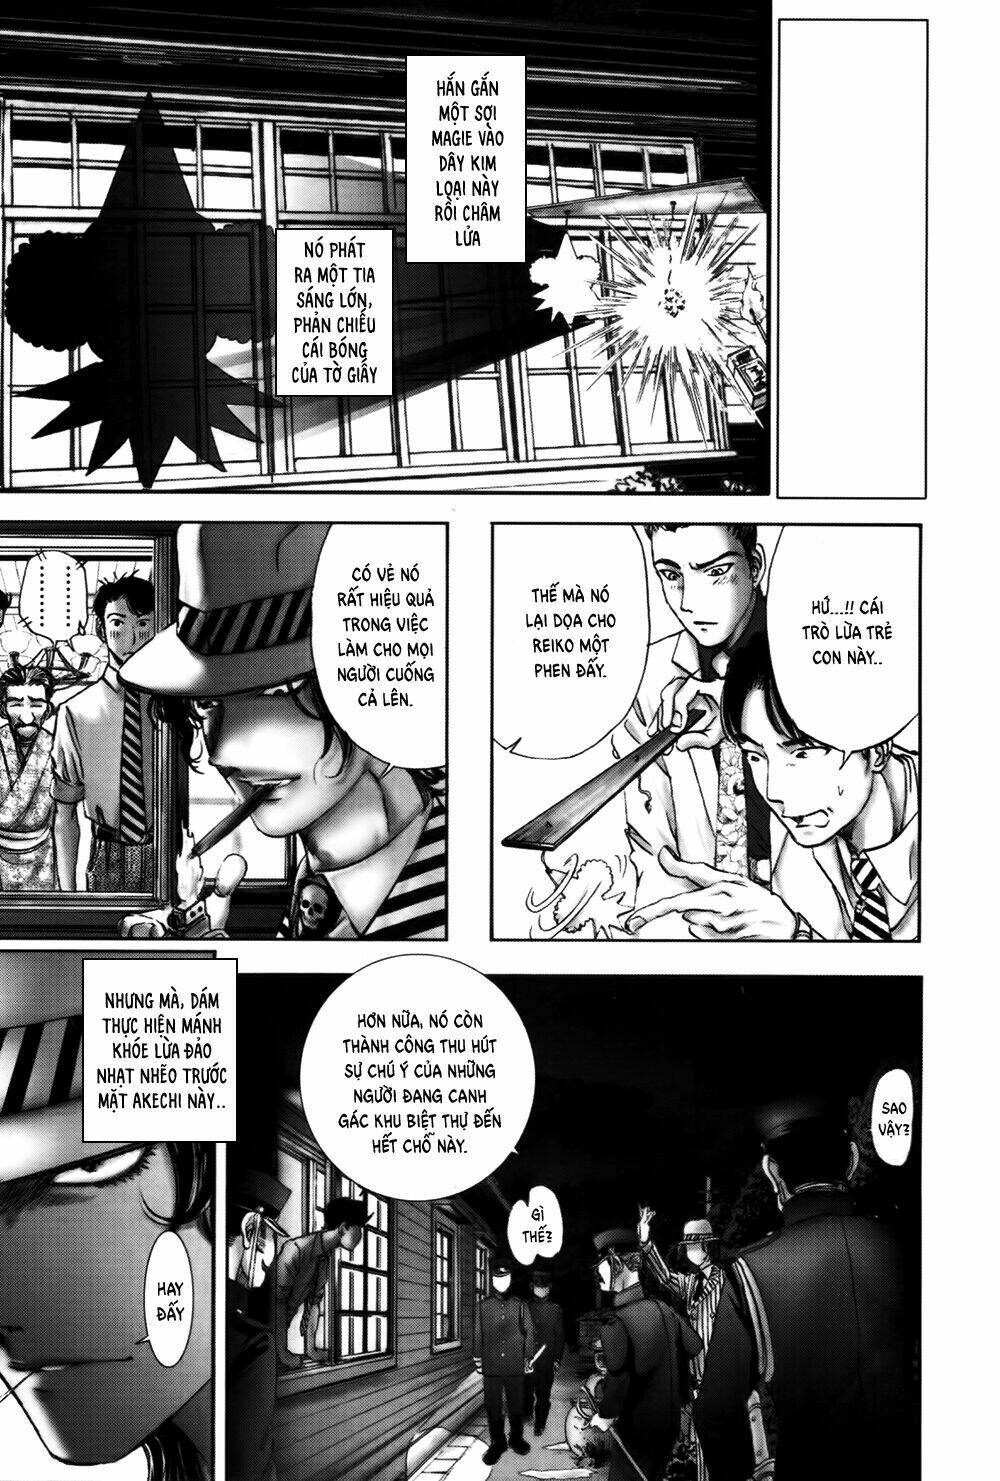 HẮN GẮN
MỘT SỢI
MAGIE VÀO
DÂY KIM
LOẠI NÀY
RỒI CHÂM
LỬA
NÓ PHÁT
RA MỘT TIA
SÁNG LỚN,
PHẢN CHIẾU
CÁI BÓNG
CỦA TỜ GIẤY
HỨ...!! CÁI
TRÒ LỪA TRẺ
CON NÀY..
THẾ MÀ NÓ
LẠI DỌA CHO
REIKO MỘT
PHEN ĐẤY.
CÓ VẺ NÓ
RẤT HIỆU QUẢ
TRONG VIỆC
LÀM CHO MỌI
NGƯỜI CUỐNG
CẢ LÊN.
HƠN NỮA, NÓ CÒN
THÀNH CÔNG THU HÚT
SỰ CHÚ Ý CỦA NHỮNG
NGƯỜI ĐANG CANH
GÁC KHU BIỆT THỰ ĐẾN
HẾT CHỖ NÀY.
SAO
VẬY?
GÌ
THẾ?
NHƯNG MÀ, DÁM
THỰC HIỆN MÁNH
KHÓE LỪA ĐẢO
NHẠT NHẼO TRƯỚC
MẶT AKECHI NÀY..
HAY
ĐẤY